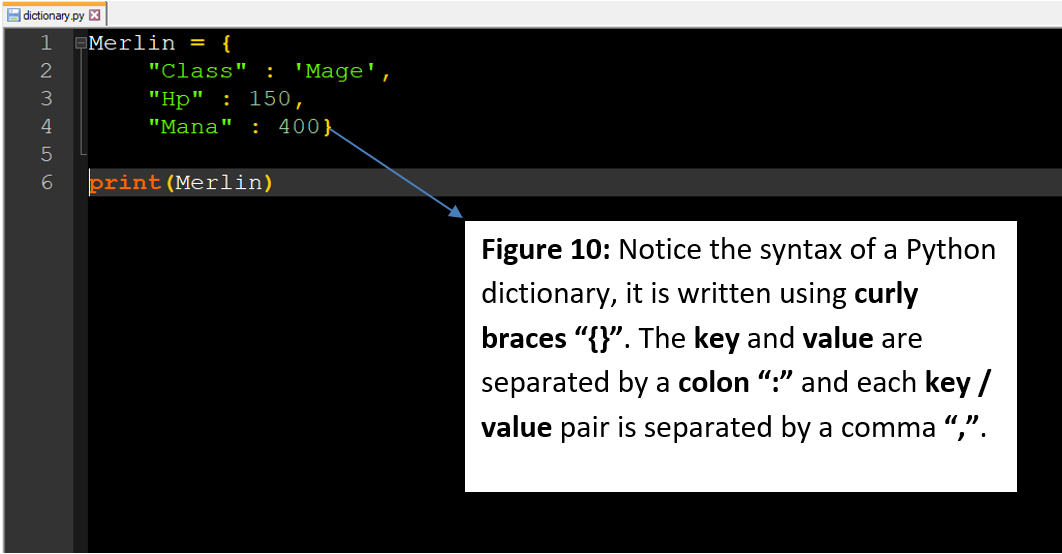 dictionary.py
1 Merlin = {
2 "Class" : 'Mage',
3 "Hp" : 150,
4 "Mana" : 400}
5
6 print(Merlin)
Figure 10: Notice the syntax of a Python
dictionary, it is written using curly
braces “{}”. The key and value are
separated by a colon “:” and each key /
value pair is separated by a comma “,”.